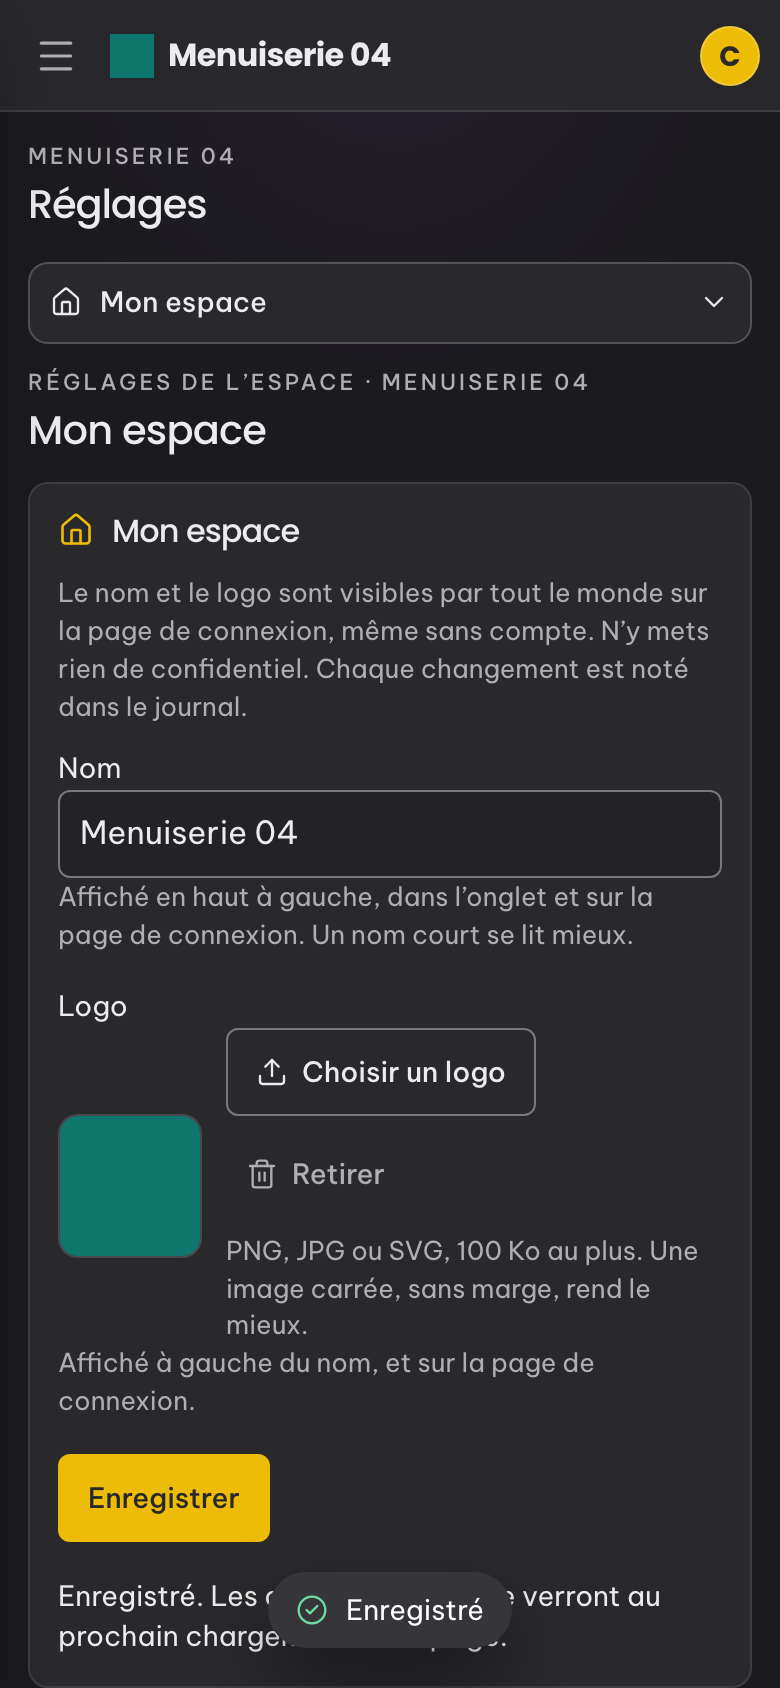 Menuiserie 04
C
MENUISERIE 04
Réglages
Mon espace
RÉGLAGES DE L’ESPACE · MENUISERIE 04
Mon espace
Mon espace
Le nom et le logo sont visibles par tout le monde sur
la page de connexion, même sans compte. N’y mets
rien de confidentiel. Chaque changement est noté
dans le journal.
Nom
Menuiserie 04
Affiché en haut à gauche, dans l’onglet et sur la
page de connexion. Un nom court se lit mieux.
Logo
Choisir un logo
Retirer
PNG, JPG ou SVG, 100 Ko au plus. Une
image carrée, sans marge, rend le
mieux.
Affiché à gauche du nom, et sur la page de
connexion.
Enregistrer
Enregistré. Les verront au
prochain
Enregistré